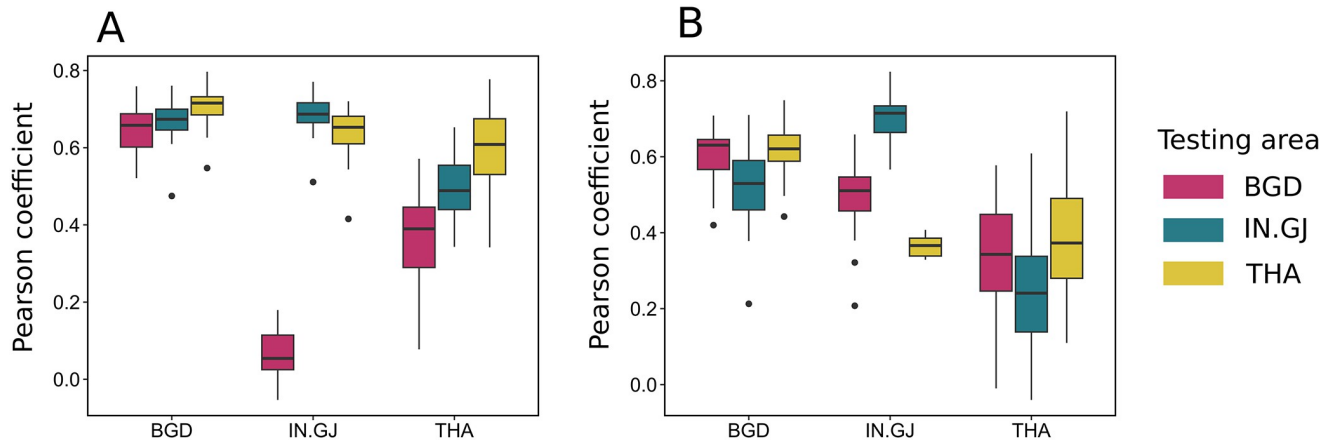 A
Pearson coefficient
0.8
0.6
0.4
0.2
0.0
BGD IN.GJ THA
B
Pearson coefficient
0.8
0.6
0.4
0.2
0.0
BGD IN.GJ THA
Testing area
BGD
IN.GJ
THA